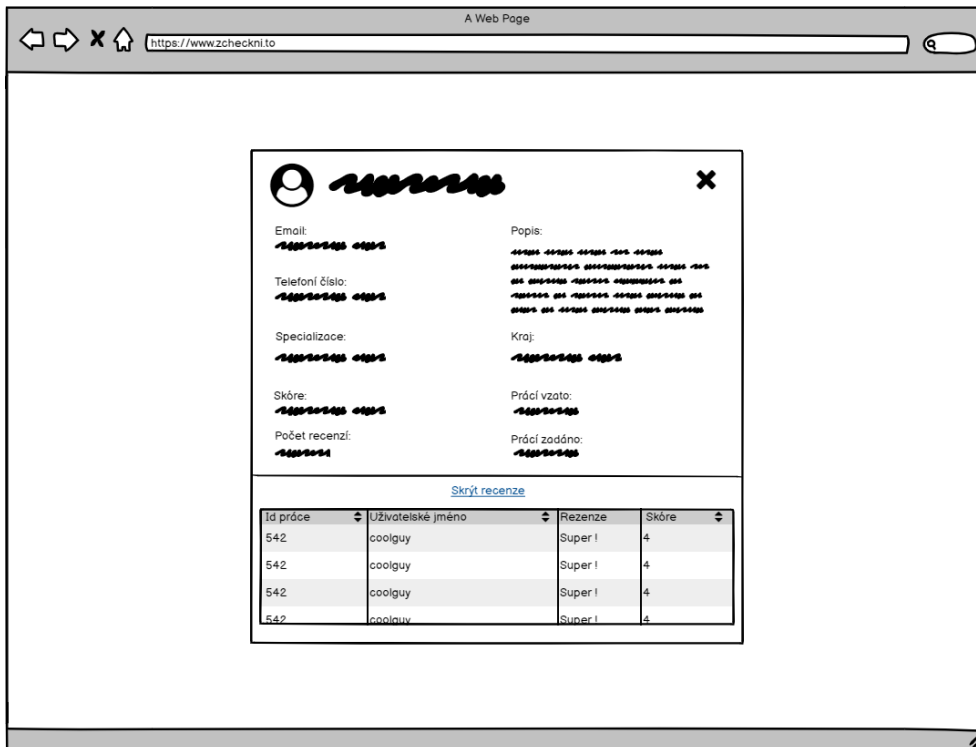 A Web Page
https://www.zcheckni.to
Email:
Popis:
Telefoní číslo:
Specializace:
Kraj:
Skóre:
Prácí vzato:
Počet recenzí:
Prácí zadáno:
Skrýt recenze
Id práce Uživatelské jméno Rezenze Skóre
542 coolguy Super ! 4
542 coolguy Super ! 4
542 coolguy Super ! 4
542 coolguy Super ! 4